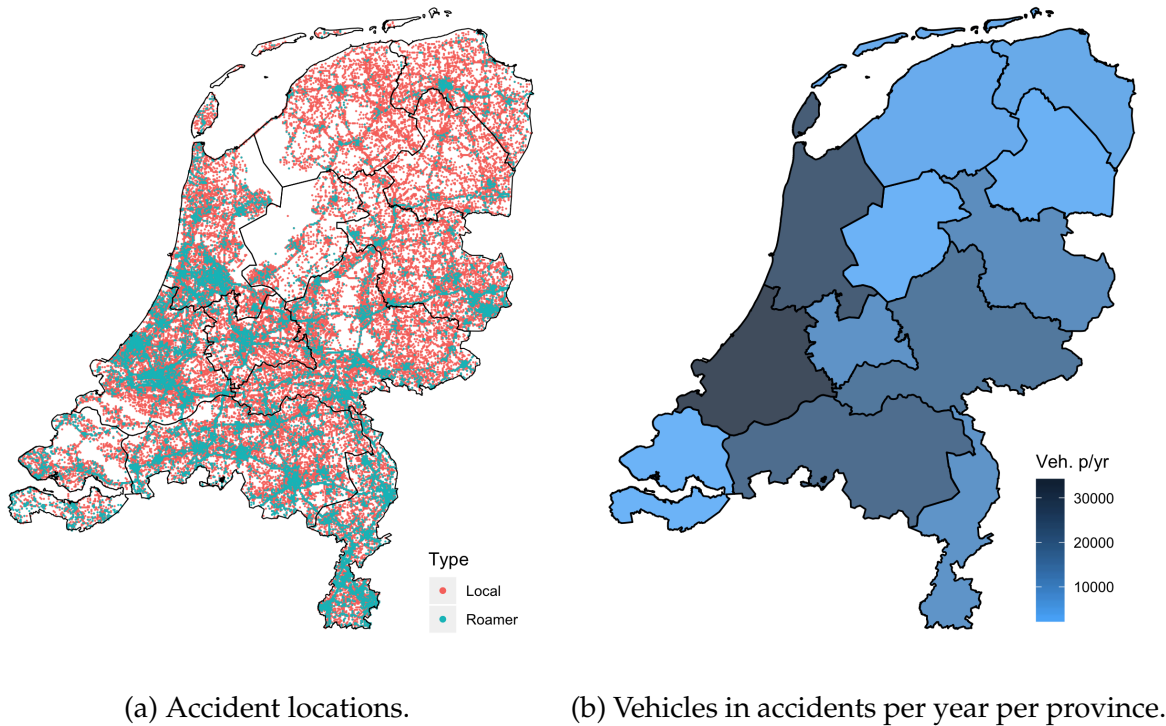 Type
Local
Roamer
Veh. p/yr
30000
20000
10000
(a) Accident locations.
(b) Vehicles in accidents per year per province.